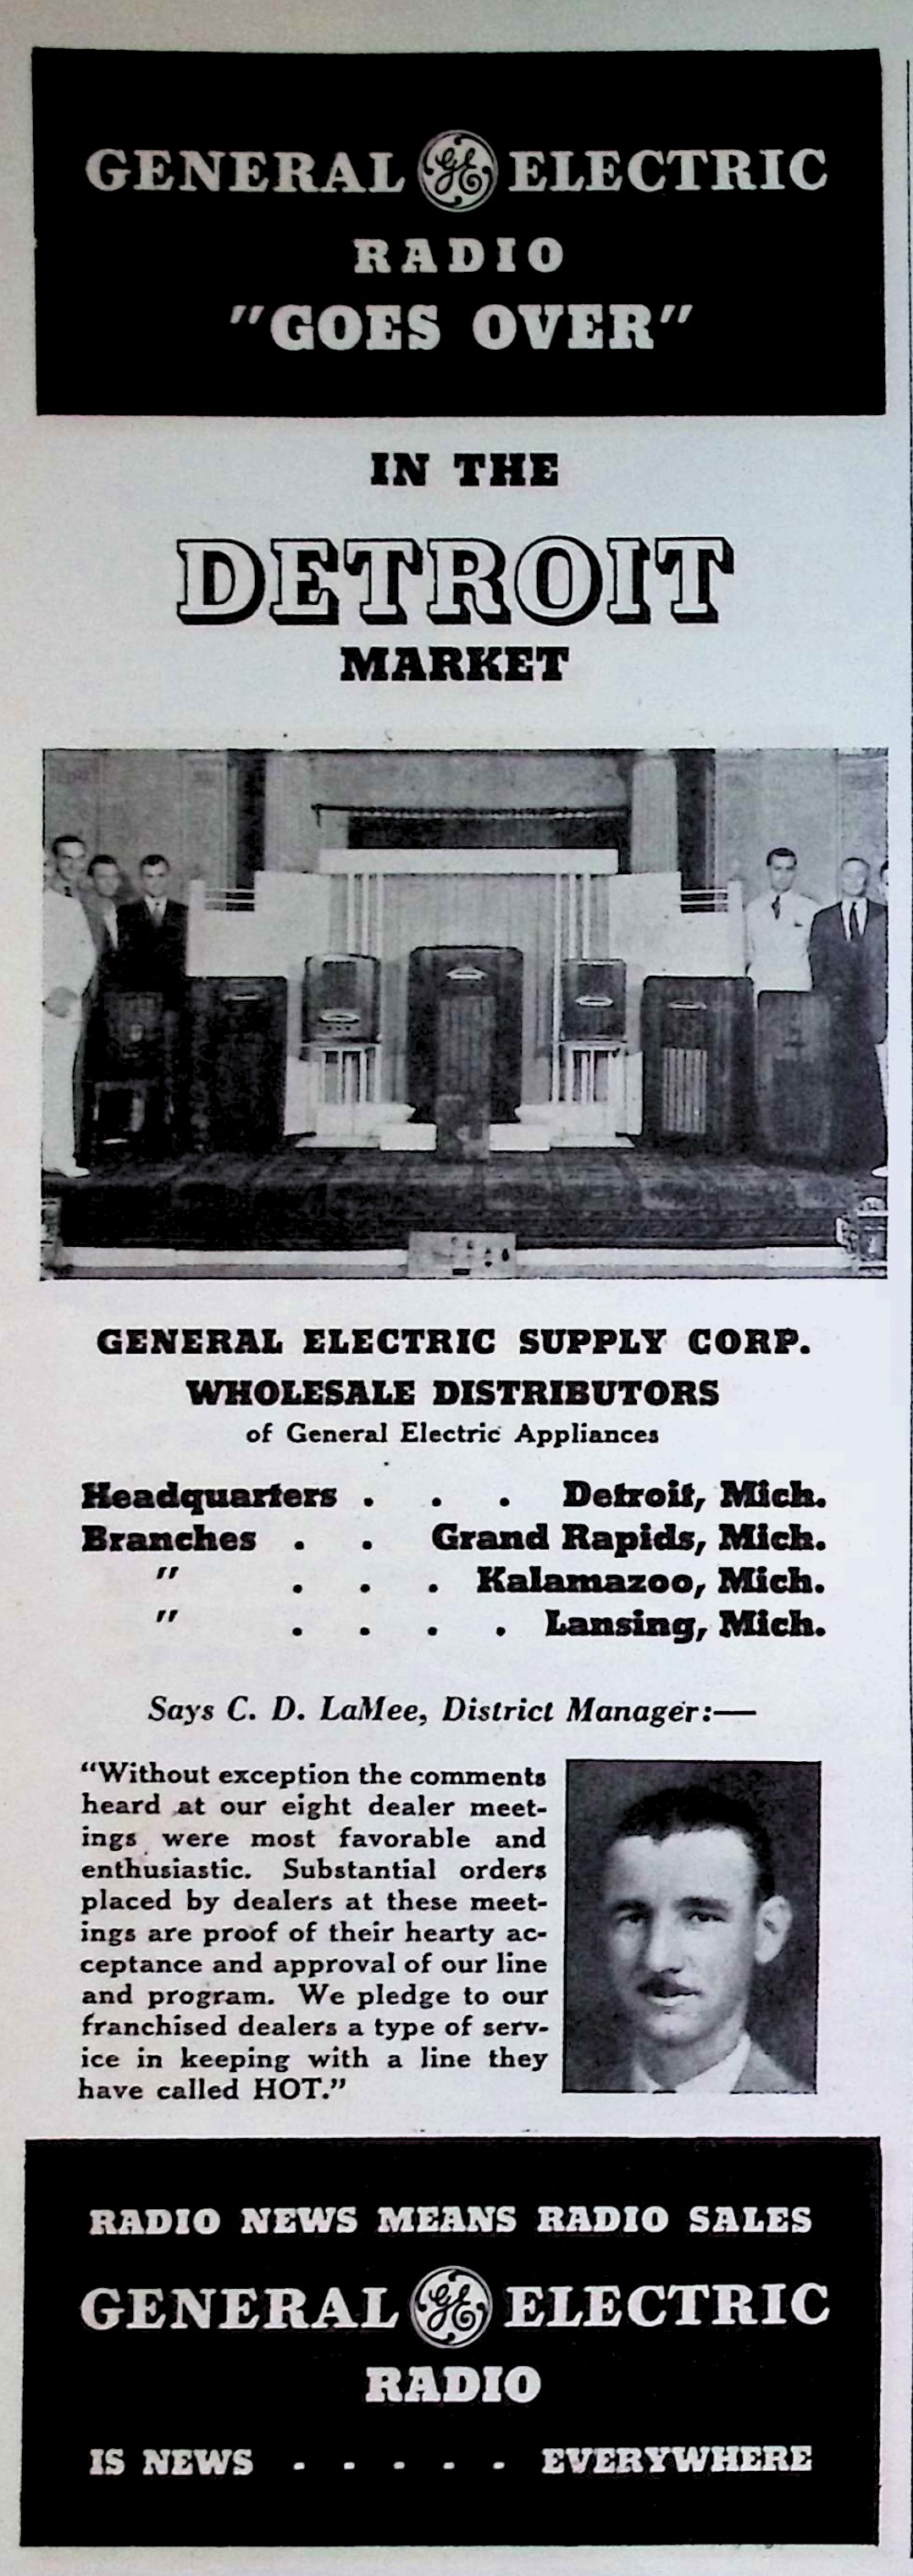 GENERAL GE ELECTRIC
RADIO
"GOES OVER"
IN THE
DETROIT
MARKET
GENERAL ELECTRIC SUPPLY CORP.
WHOLESALE DISTRIBUTORS
of General Electric Appliances
Headquarters . . . Detroit, Mich.
Branches . . Grand Rapids, Mich.
" . . . Kalamazoo, Mich.
" . . . . Lansing, Mich.
Says C. D. LaMee, District Manager:—
"Without exception the comments
heard at our eight dealer meet-
ings were most favorable and
enthusiastic. Substantial orders
placed by dealers at these meet-
ings are proof of their hearty ac-
ceptance and approval of our line
and program. We pledge to our
franchised dealers a type of serv-
ice in keeping with a line they
have called HOT."
RADIO NEWS MEANS RADIO SALES
GENERAL GE ELECTRIC
RADIO
IS NEWS . . . . . EVERYWHERE